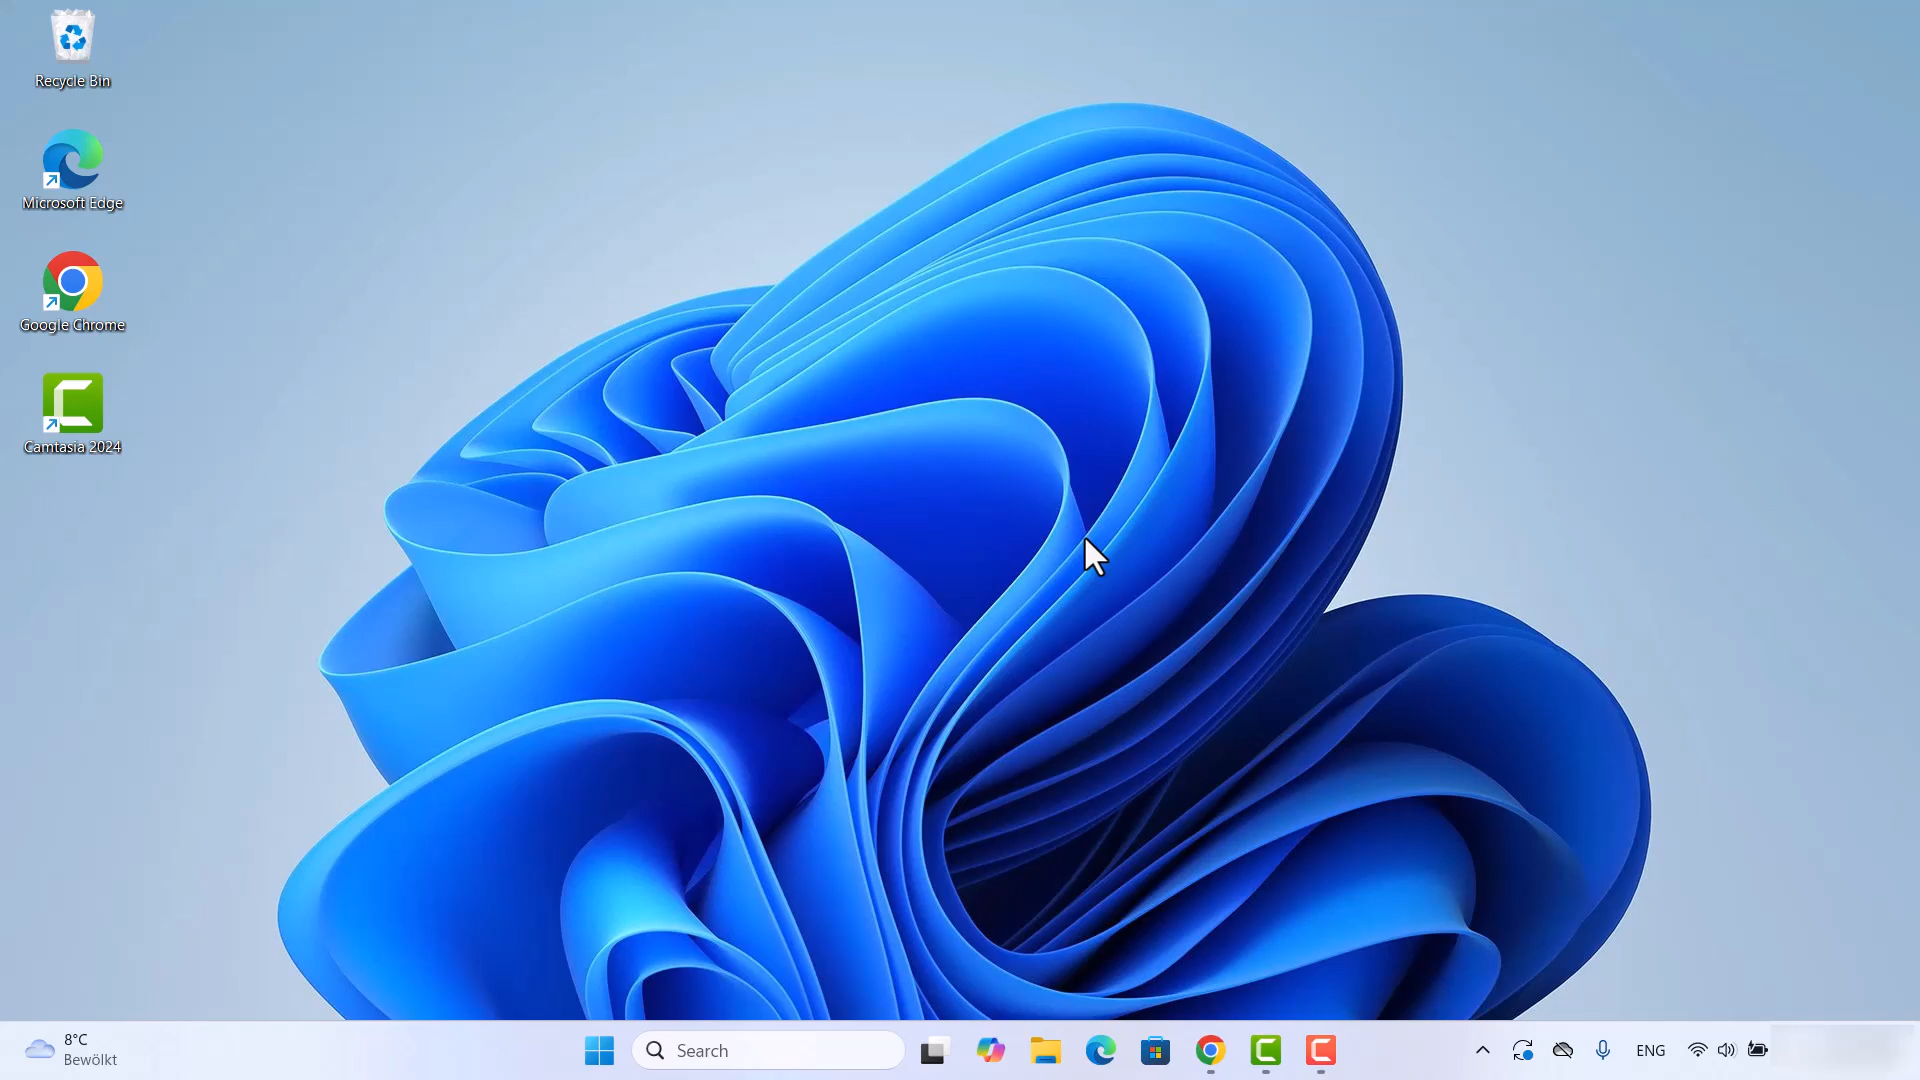 Recycle Bin
Microsoft Edge
Google Chrome
Camtasia 2024
8°C
Bewölkt
Search
ENG